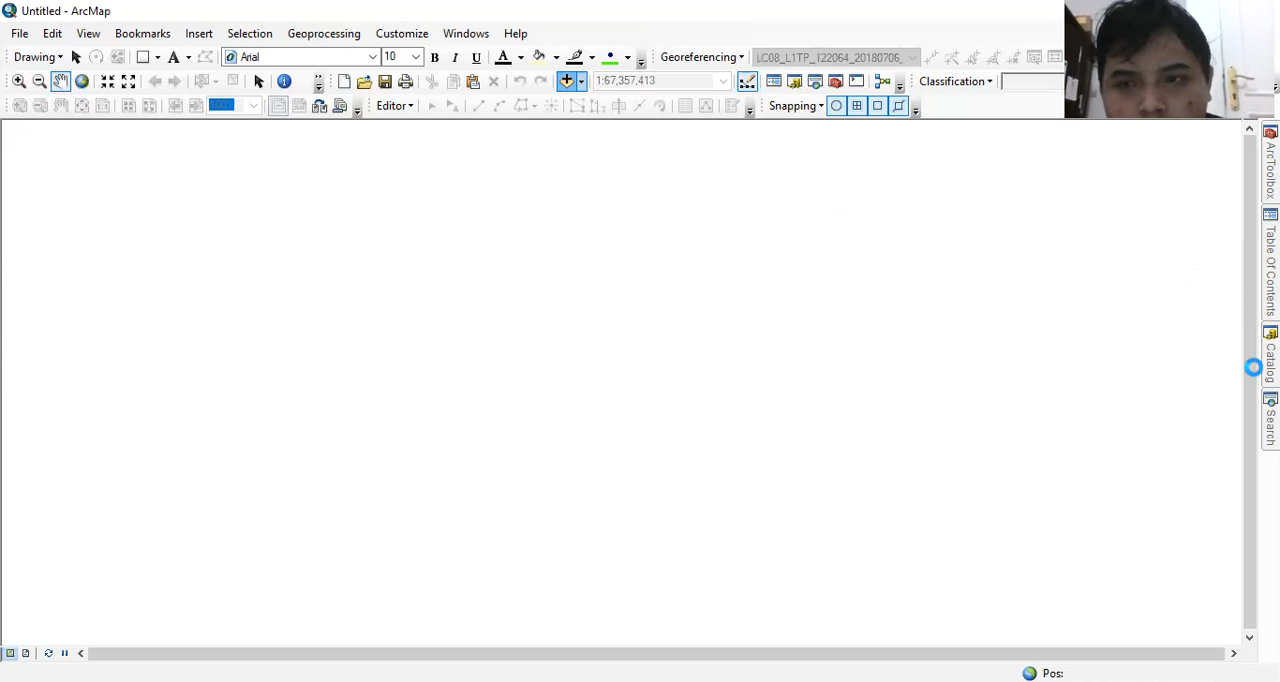 Untitled - ArcMap
File Edit View Bookmarks Insert Selection Geoprocessing Customize Windows Help
Drawing Arial 10 B I U A Georeferencing LC08_L1TP_122064_20180706_
1:67,357,413 Classification
Editor Snapping
ArcToolbox
Table Of Contents
Catalog
Search
Pos: